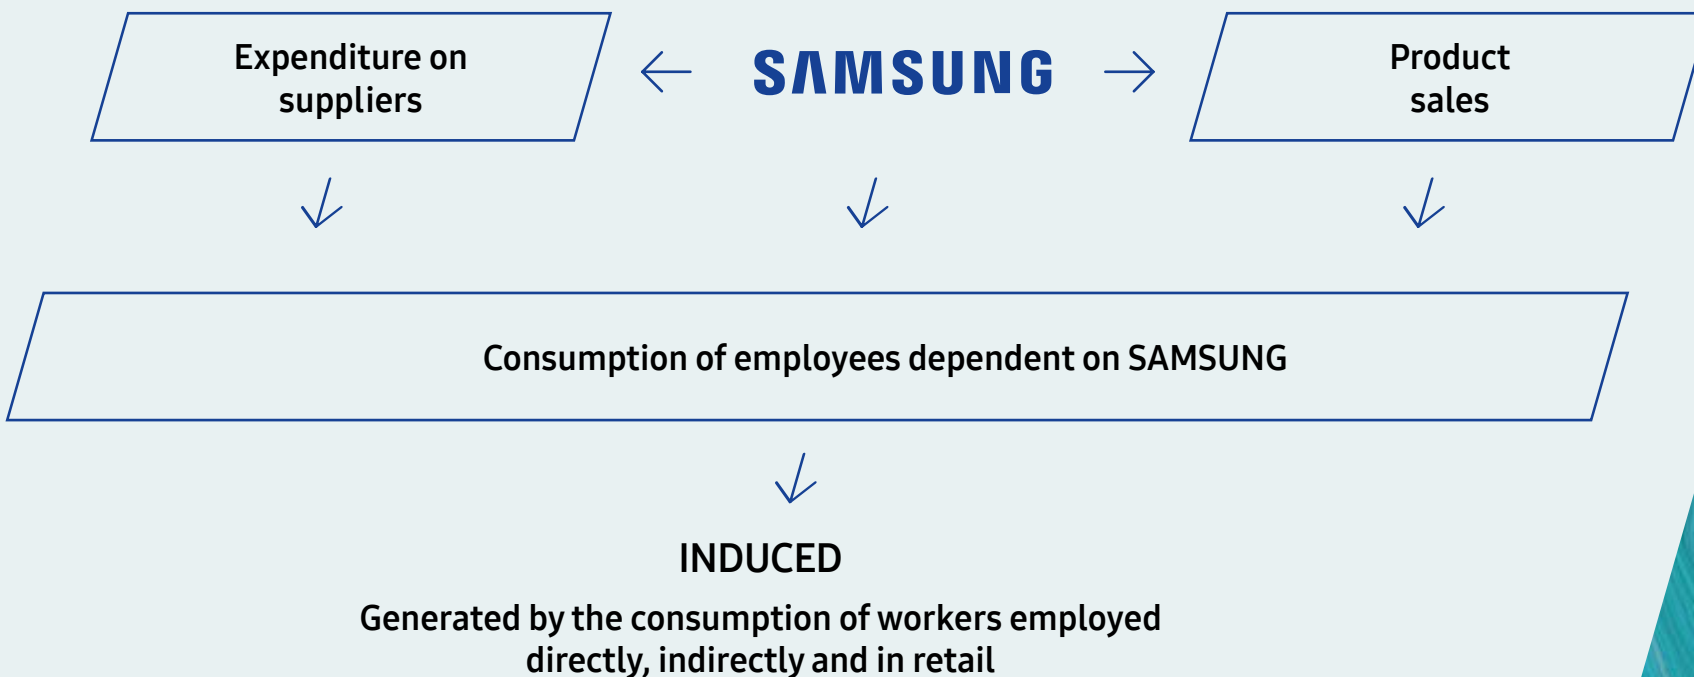 Expenditure on
suppliers
SAMSUNG
Product
sales
Consumption of employees dependent on SAMSUNG
INDUCED
Generated by the consumption of workers employed
directly, indirectly and in retail